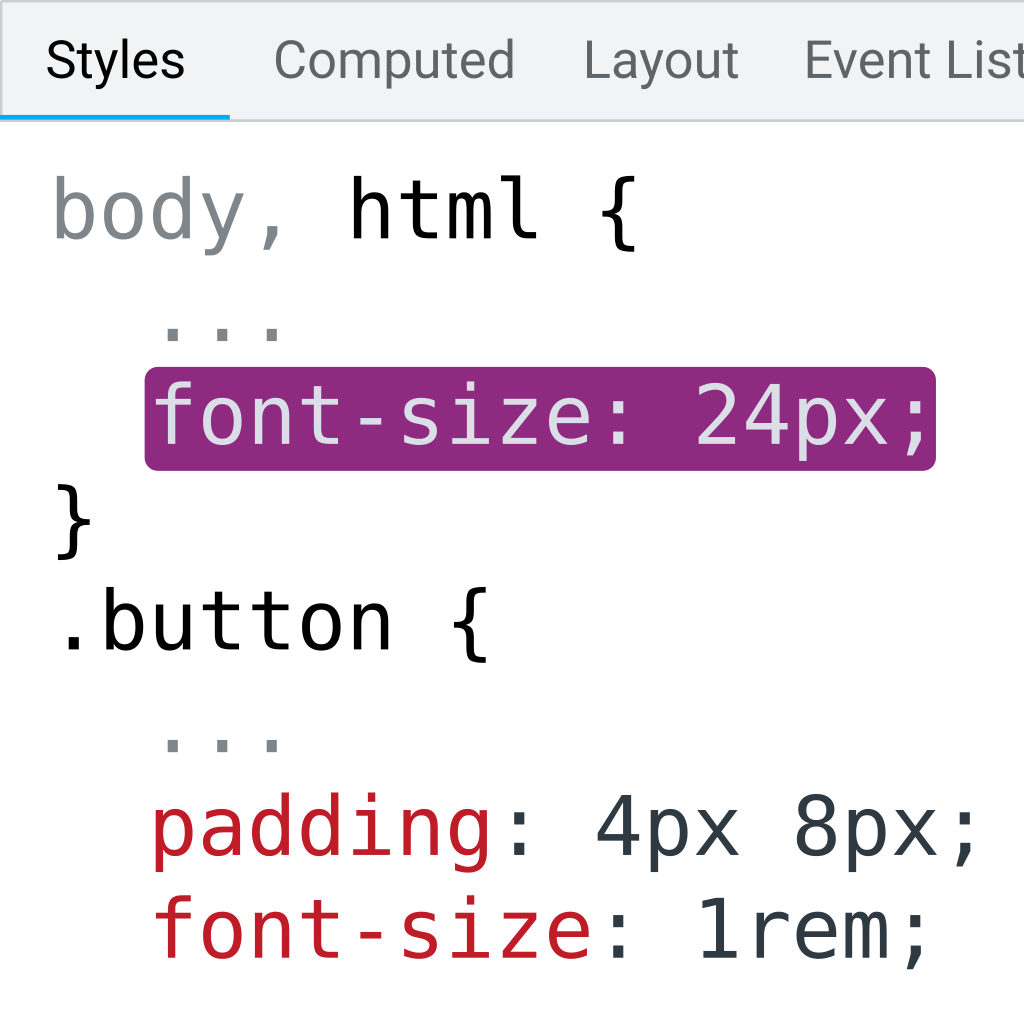 Styles Computed Layout Event List
body, html {
...
font-size: 24px;
}
.button {
...
padding: 4px 8px;
font-size: 1rem;